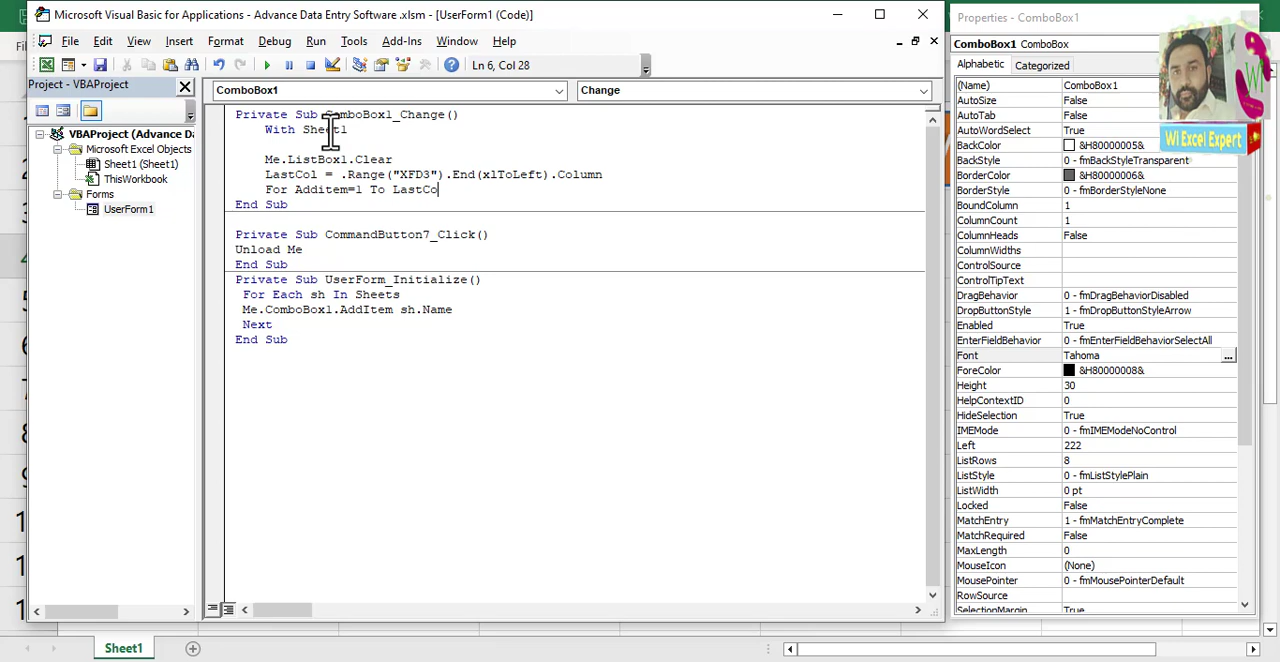 Microsoft Visual Basic for Applications - Advance Data Entry Software .xlsm - [UserForm1 (Code)]
File Edit View Insert Format Debug Run Tools Add-Ins Window Help
Ln 6, Col 28
Project - VBAProject
VBAProject (Advance Da
Microsoft Excel Objects
Sheet1 (Sheet1)
ThisWorkbook
Forms
UserForm1
ComboBox1
Change
Private Sub ComboBox1_Change()
With Sheet1
Me.ListBox1.Clear
LastCol = .Range("XFD3").End(xlToLeft).Column
For Additem=1 To LastCo
End Sub
Private Sub CommandButton7_Click()
Unload Me
End Sub
Private Sub UserForm_Initialize()
For Each sh In Sheets
Me.ComboBox1.AddItem sh.Name
Next
End Sub
Properties - ComboBox1
ComboBox1 ComboBox
Alphabetic Categorized
(Name) ComboBox1
AutoSize False
AutoTab False
AutoWordSelect True
BackColor &H80000005&
BackStyle 0 - fmBackStyleTransparent
BorderColor &H80000006&
BorderStyle 0 - fmBorderStyleNone
BoundColumn 1
ColumnCount 1
ColumnHeads False
ColumnWidths
ControlSource
ControlTipText
DragBehavior 0 - fmDragBehaviorDisabled
DropButtonStyle 1 - fmDropButtonStyleArrow
Enabled True
EnterFieldBehavior 0 - fmEnterFieldBehaviorSelectAll
Font Tahoma ...
ForeColor &H80000008&
Height 30
HelpContextID 0
HideSelection True
IMEMode 0 - fmIMEModeNoControl
Left 222
ListRows 8
ListStyle 0 - fmListStylePlain
ListWidth 0 pt
Locked False
MatchEntry 1 - fmMatchEntryComplete
MatchRequired False
MaxLength 0
MouseIcon (None)
MousePointer 0 - fmMousePointerDefault
RowSource
SelectionMargin True
WI
Wi Excel Expert
Sheet1